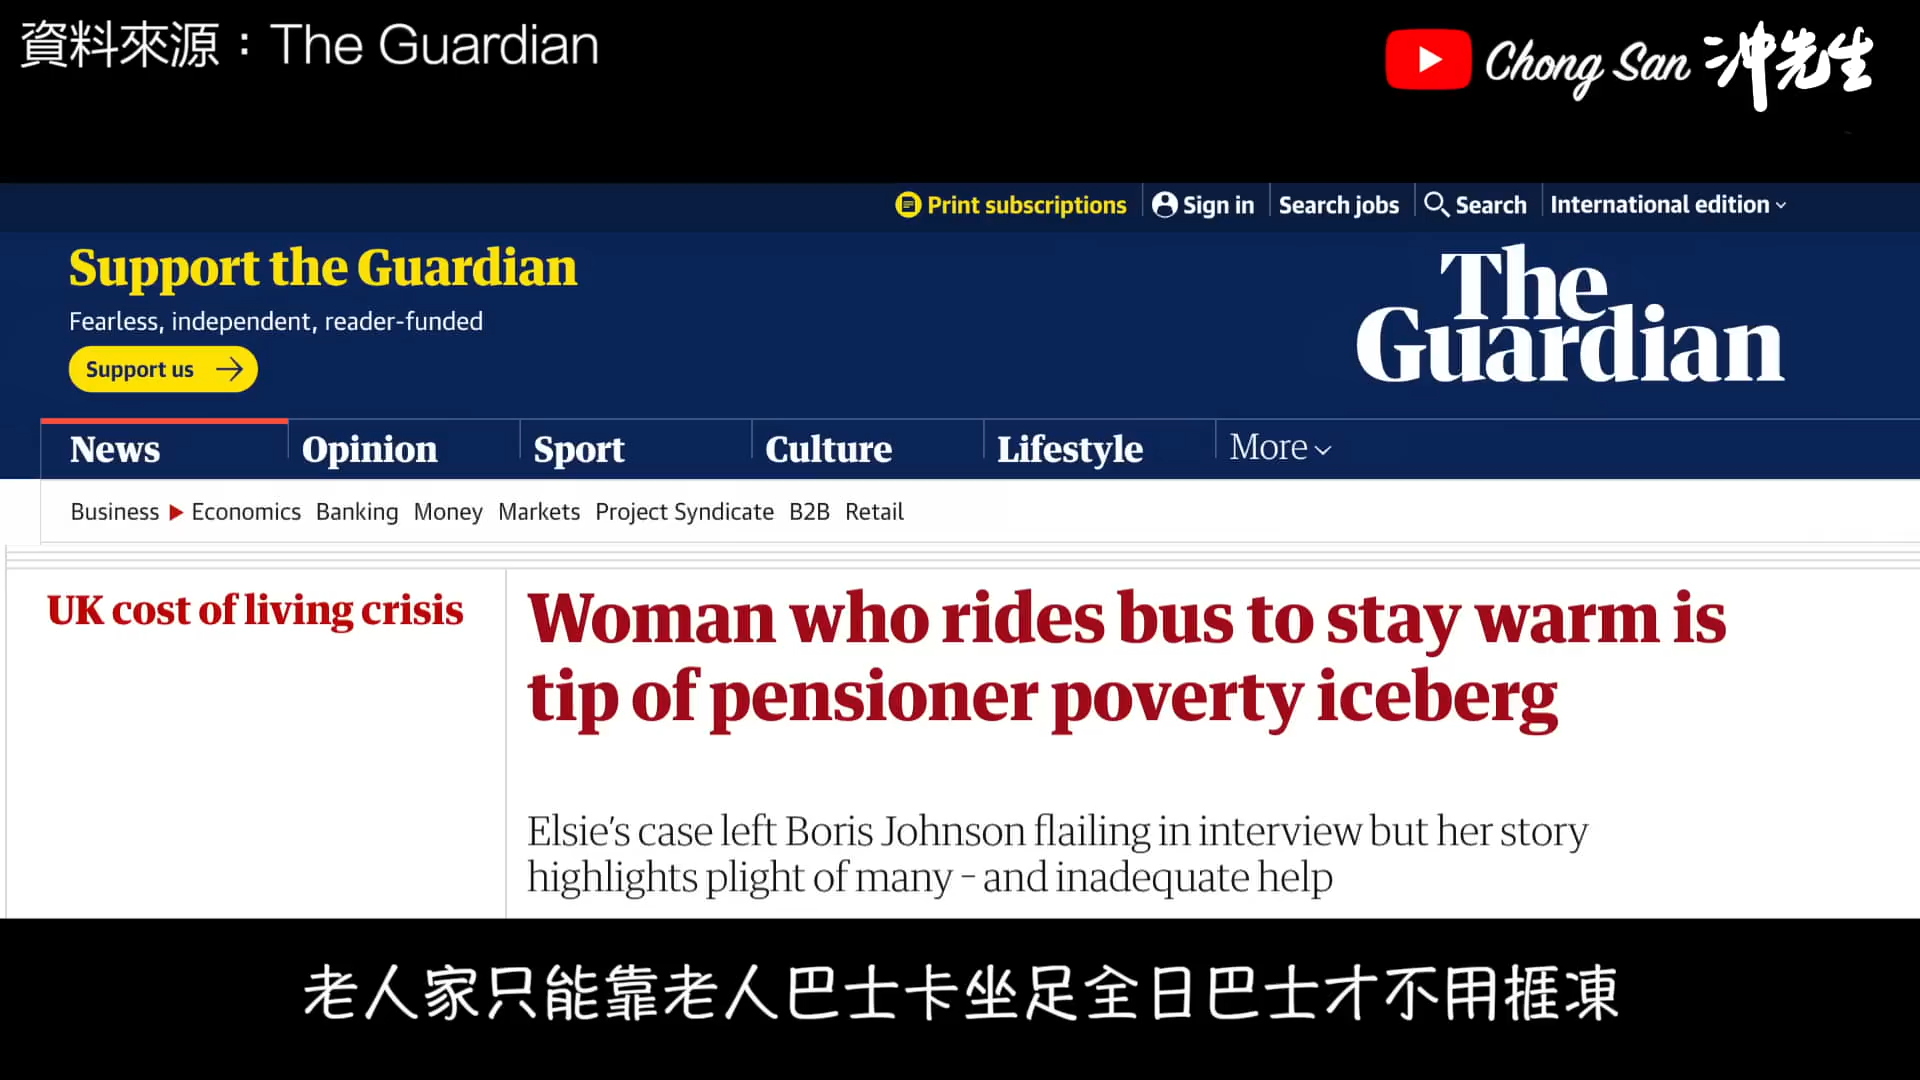 資料來源：The Guardian
Chong San 沖先生
Print subscriptions Sign in Search jobs Search International edition
Support the Guardian
Fearless, independent, reader-funded
Support us
The
Guardian
News Opinion Sport Culture Lifestyle More
Business Economics Banking Money Markets Project Syndicate B2B Retail
UK cost of living crisis
Woman who rides bus to stay warm is
tip of pensioner poverty iceberg
Elsie's case left Boris Johnson flailing in interview but her story
highlights plight of many – and inadequate help
老人家只能靠老人巴士卡坐足全日巴士才不用捱凍